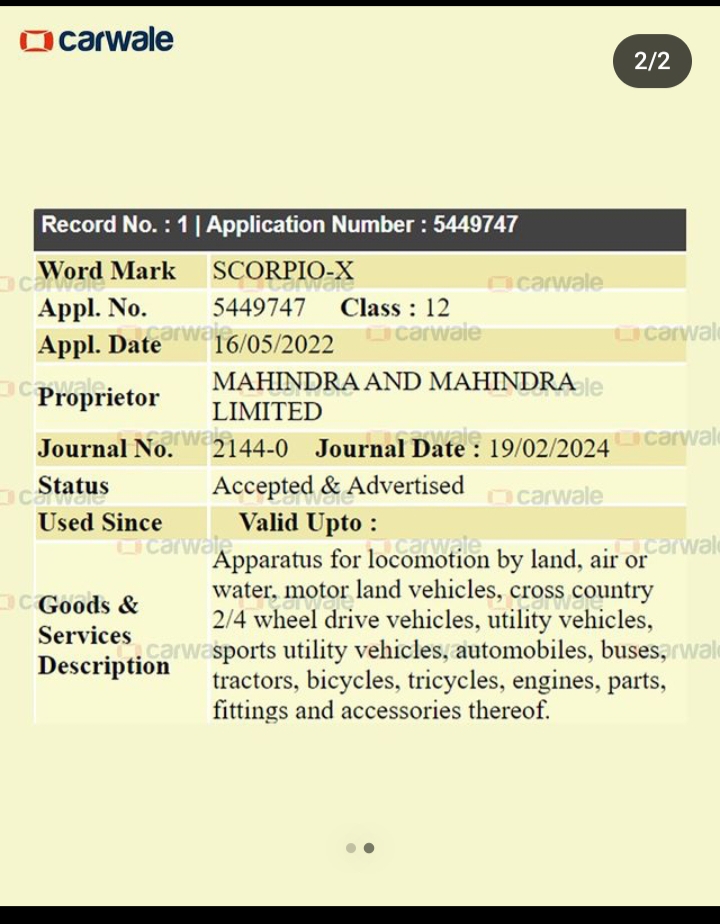 carwale
2/2
Record No. : 1 | Application Number : 5449747
Word Mark SCORPIO-X
Appl. No. 5449747 Class : 12
Appl. Date 16/05/2022
Proprietor MAHINDRA AND MAHINDRA
LIMITED
Journal No. 2144-0 Journal Date : 19/02/2024
Status Accepted & Advertised
Used Since Valid Upto :
Goods &
Services
Description
Apparatus for locomotion by land, air or
water, motor land vehicles, cross country
2/4 wheel drive vehicles, utility vehicles,
sports utility vehicles, automobiles, buses,
tractors, bicycles, tricycles, engines, parts,
fittings and accessories thereof.